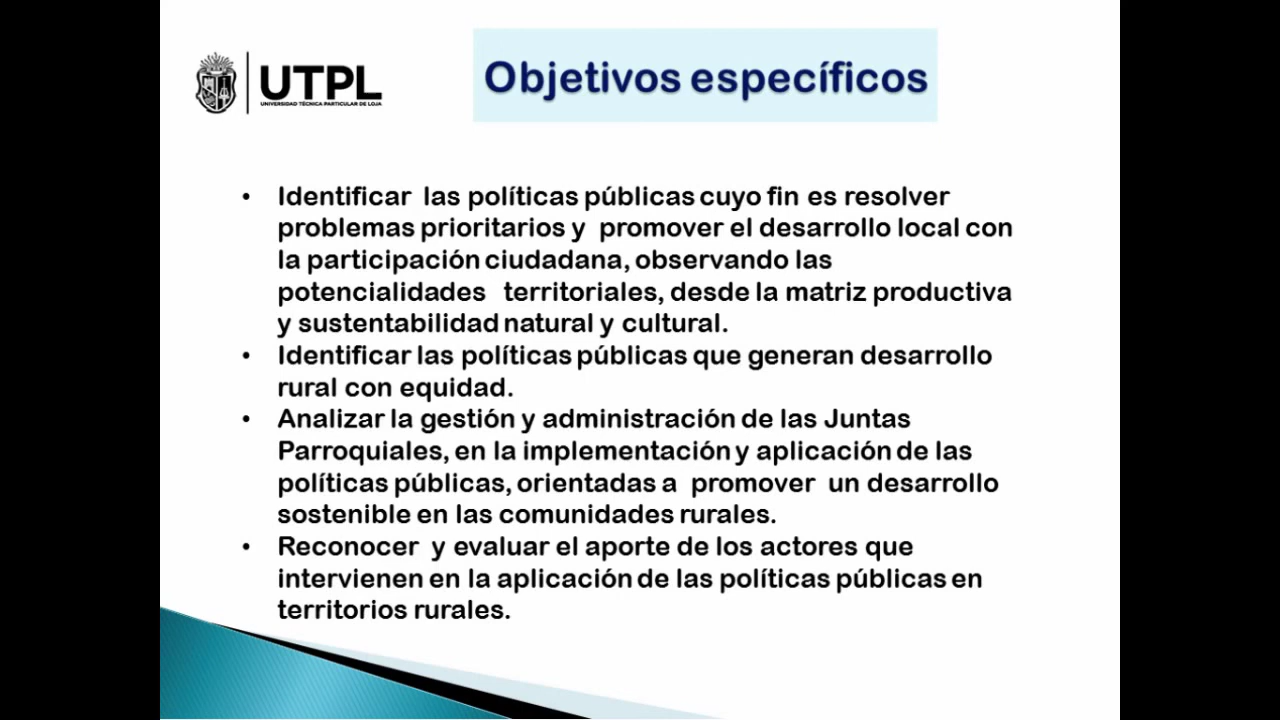 UTPL
UNIVERSIDAD TÉCNICA PARTICULAR DE LOJA
Objetivos específicos
• Identificar las políticas públicas cuyo fin es resolver
problemas prioritarios y promover el desarrollo local con
la participación ciudadana, observando las
potencialidades territoriales, desde la matriz productiva
y sustentabilidad natural y cultural.
• Identificar las políticas públicas que generan desarrollo
rural con equidad.
• Analizar la gestión y administración de las Juntas
Parroquiales, en la implementación y aplicación de las
políticas públicas, orientadas a promover un desarrollo
sostenible en las comunidades rurales.
• Reconocer y evaluar el aporte de los actores que
intervienen en la aplicación de las políticas públicas en
territorios rurales.